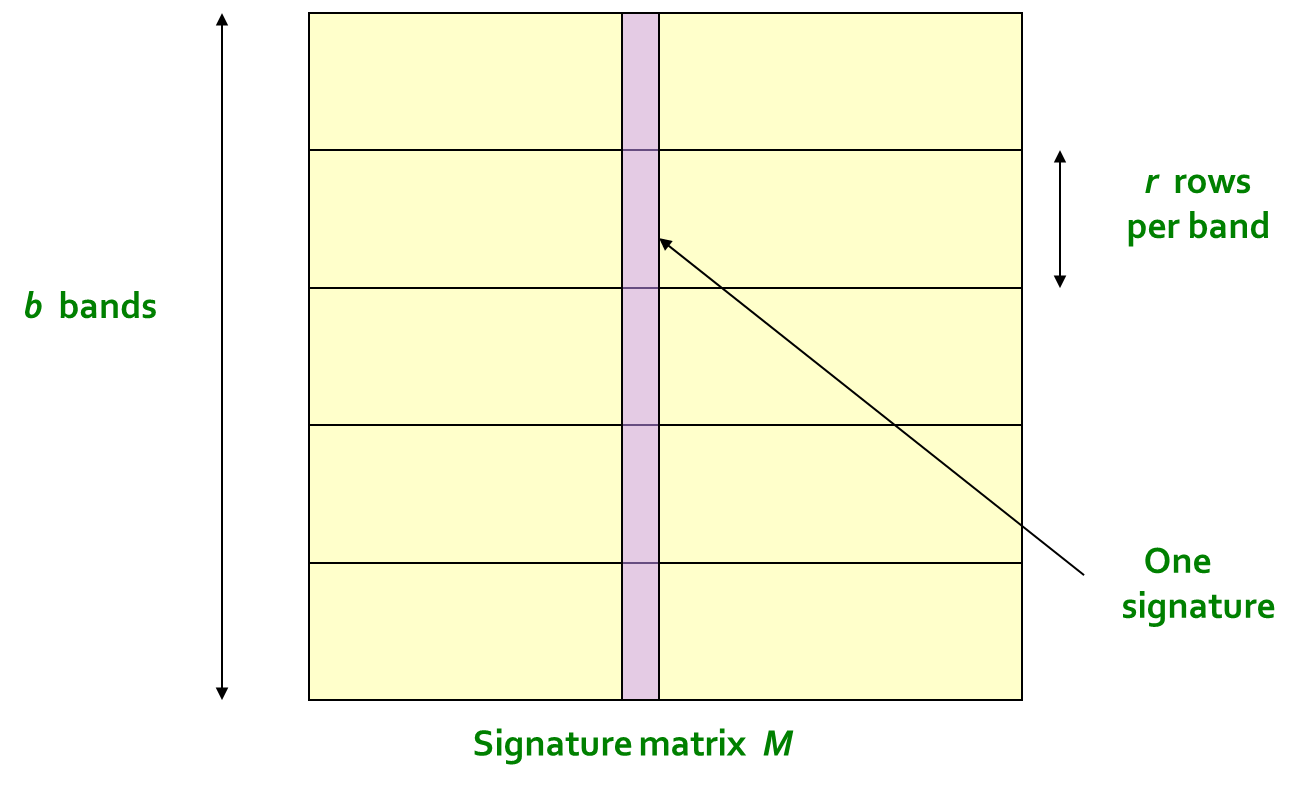 r rows
per band
b bands
One
signature
Signature matrix M